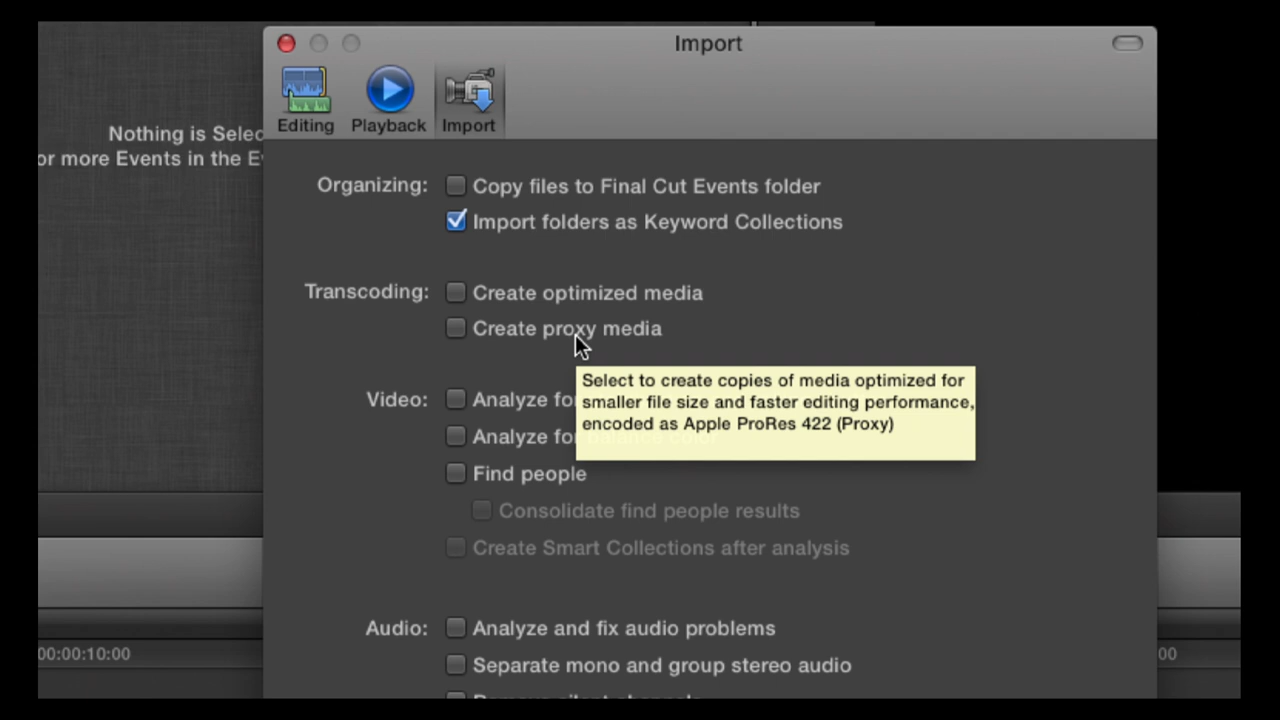 Import
Editing
Playback
Import
Nothing is Selec
or more Events in the E
Organizing:
Copy files to Final Cut Events folder
Import folders as Keyword Collections
Transcoding:
Create optimized media
Create proxy media
Select to create copies of media optimized for
smaller file size and faster editing performance,
encoded as Apple ProRes 422 (Proxy)
Video:
Analyze fo
Analyze for balance color
Find people
Consolidate find people results
Create Smart Collections after analysis
Audio:
Analyze and fix audio problems
Separate mono and group stereo audio
00:00:10:00
00